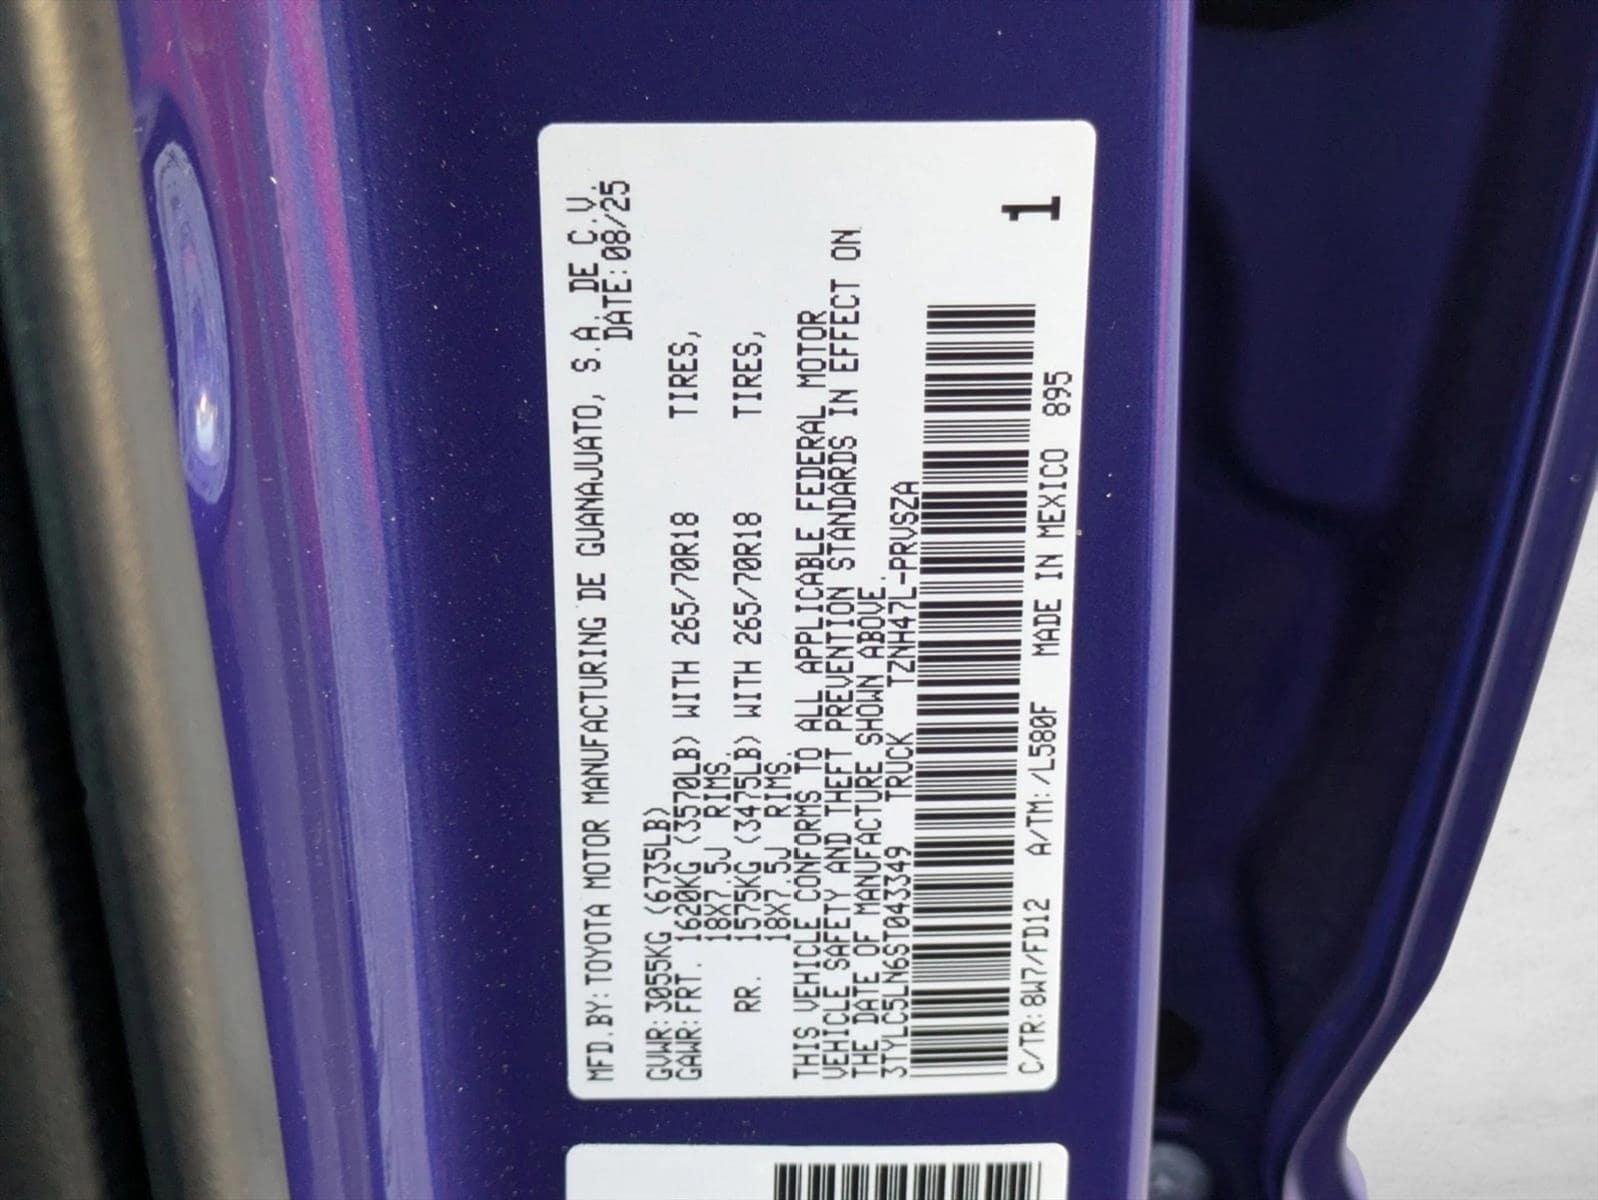 MFD.BY:TOYOTA MOTOR MANUFACTURING DE GUANAJUATO, S.A. DE C.V.
DATE:08/25
GVWR:3055KG (6735LB)
GAWR:FRT. 1620KG (3570LB) WITH 265/70R18 TIRES,
18X7.5J RIMS.
RR. 1575KG (3475LB) WITH 265/70R18 TIRES,
18X7.5J RIMS.
THIS VEHICLE CONFORMS TO ALL APPLICABLE FEDERAL MOTOR
VEHICLE SAFETY AND THEFT PREVENTION STANDARDS IN EFFECT ON
THE DATE OF MANUFACTURE SHOWN ABOVE.
3TYLC5LN6ST043349 TRUCK TZNH47L-PRVSZA
C/TR:8W7/FD12 A/TM:/L580F MADE IN MEXICO 895
1